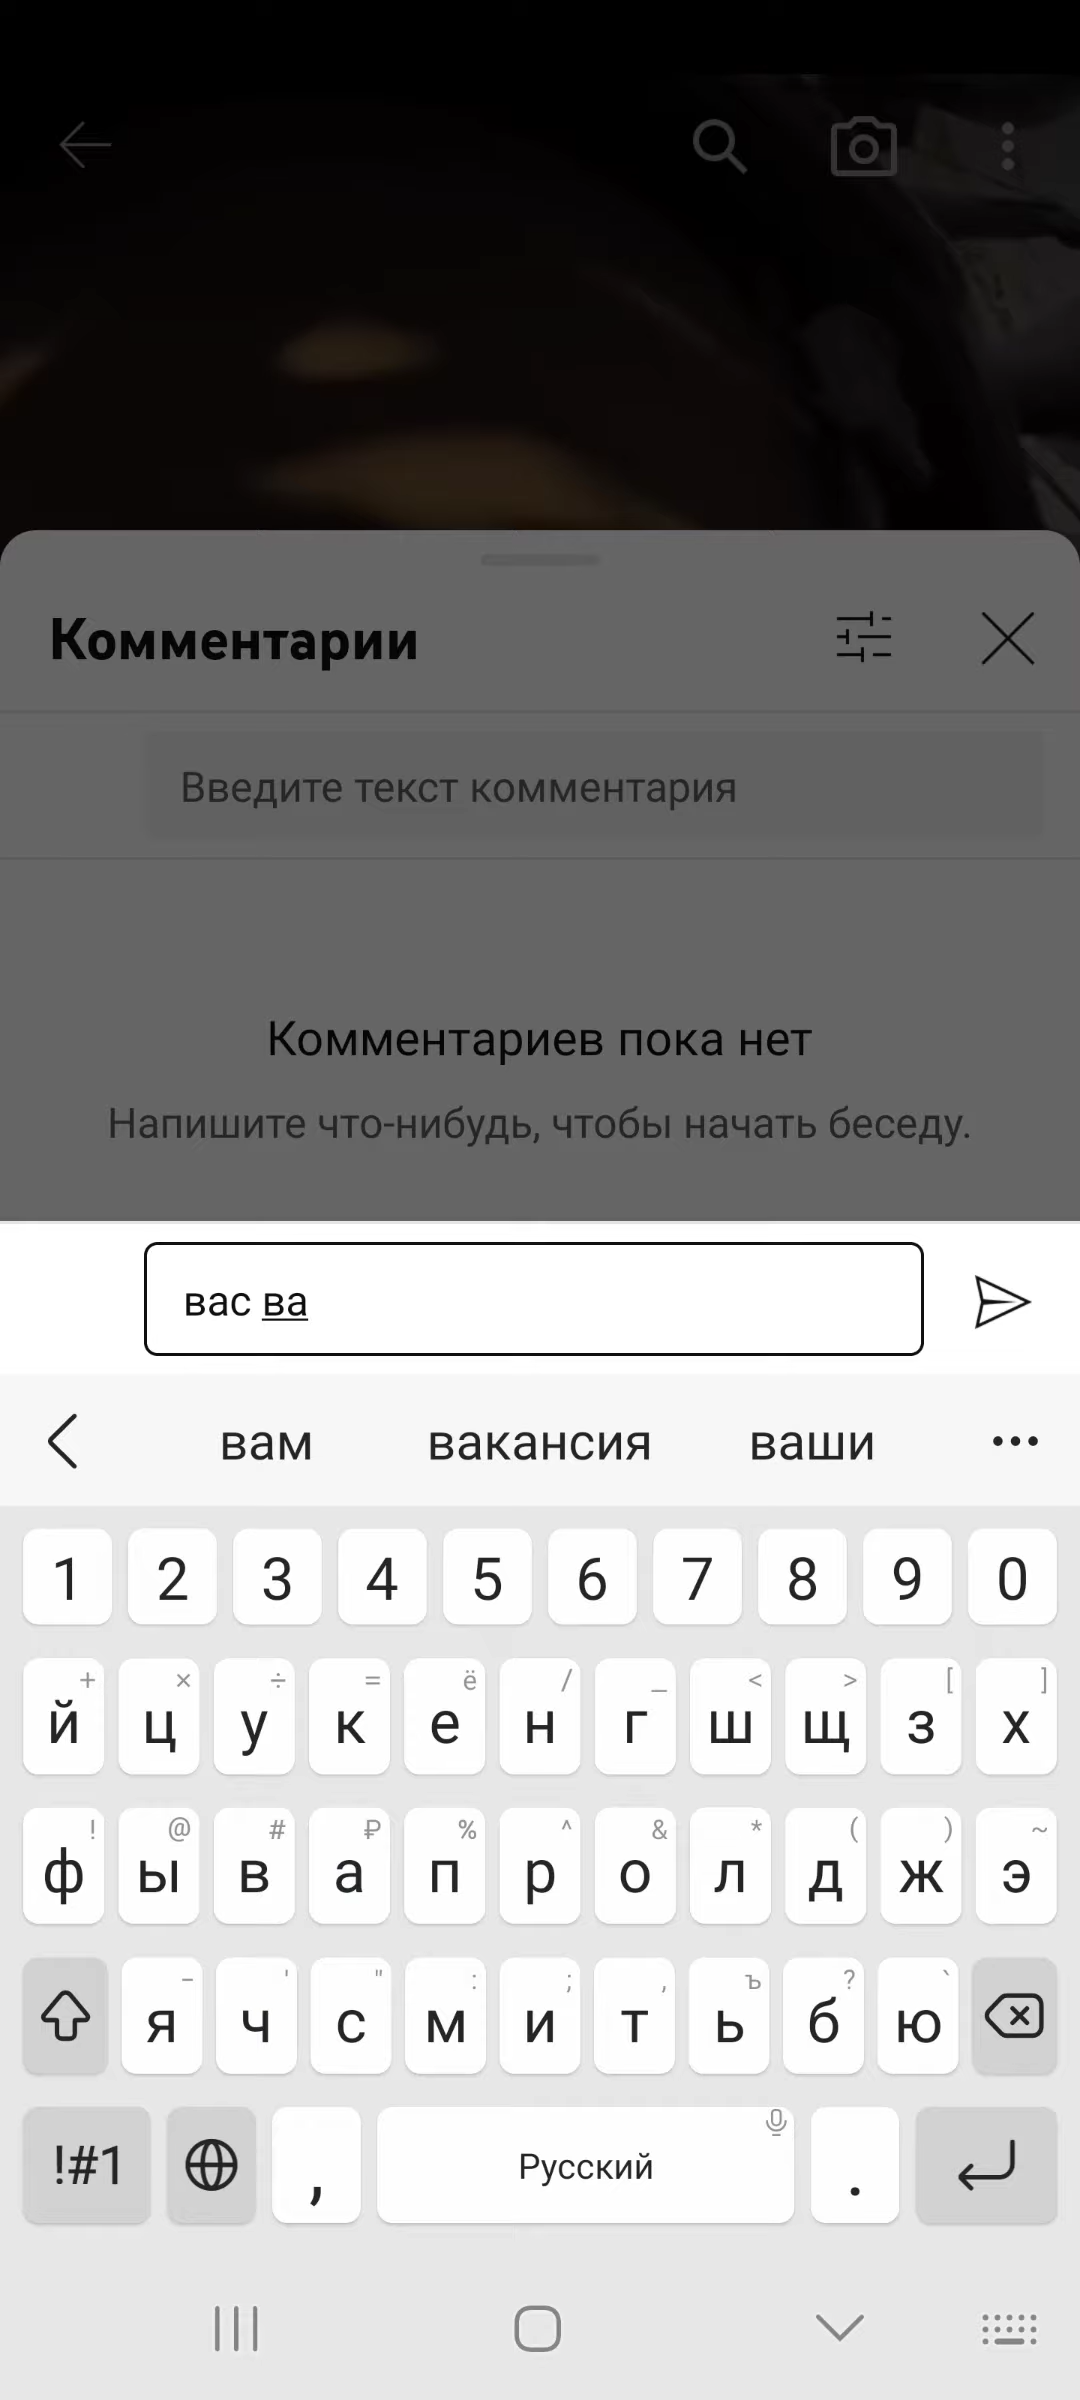 Комментарии
Введите текст комментария
Комментариев пока нет
Напишите что-нибудь, чтобы начать беседу.
вас ва
вам вакансия ваши
1 2 3 4 5 6 7 8 9 0
+ × ÷ = ё / _ < > [ ]
й ц у к е н г ш щ з х
! @ # ₽ % ^ & * ( ) ~
ф ы в а п р о л д ж э
- ' " : ; , ъ ? `
я ч с м и т ь б ю
!#1 , Русский .